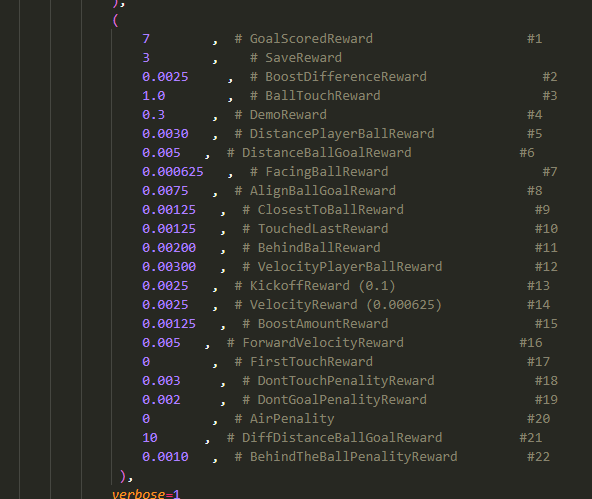 ),
(
7 , # GoalScoredReward #1
3 , # SaveReward
0.0025 , # BoostDifferenceReward #2
1.0 , # BallTouchReward #3
0.3 , # DemoReward #4
0.0030 , # DistancePlayerBallReward #5
0.005 , # DistanceBallGoalReward #6
0.000625 , # FacingBallReward #7
0.0075 , # AlignBallGoalReward #8
0.00125 , # ClosestToBallReward #9
0.00125 , # TouchedLastReward #10
0.00200 , # BehindBallReward #11
0.00300 , # VelocityPlayerBallReward #12
0.0025 , # KickoffReward (0.1) #13
0.0025 , # VelocityReward (0.000625) #14
0.00125 , # BoostAmountReward #15
0.005 , # ForwardVelocityReward #16
0 , # FirstTouchReward #17
0.003 , # DontTouchPenalityReward #18
0.002 , # DontGoalPenalityReward #19
0 , # AirPenality #20
10 , # DiffDistanceBallGoalReward #21
0.0010 , # BehindTheBallPenalityReward #22
),
verbose=1